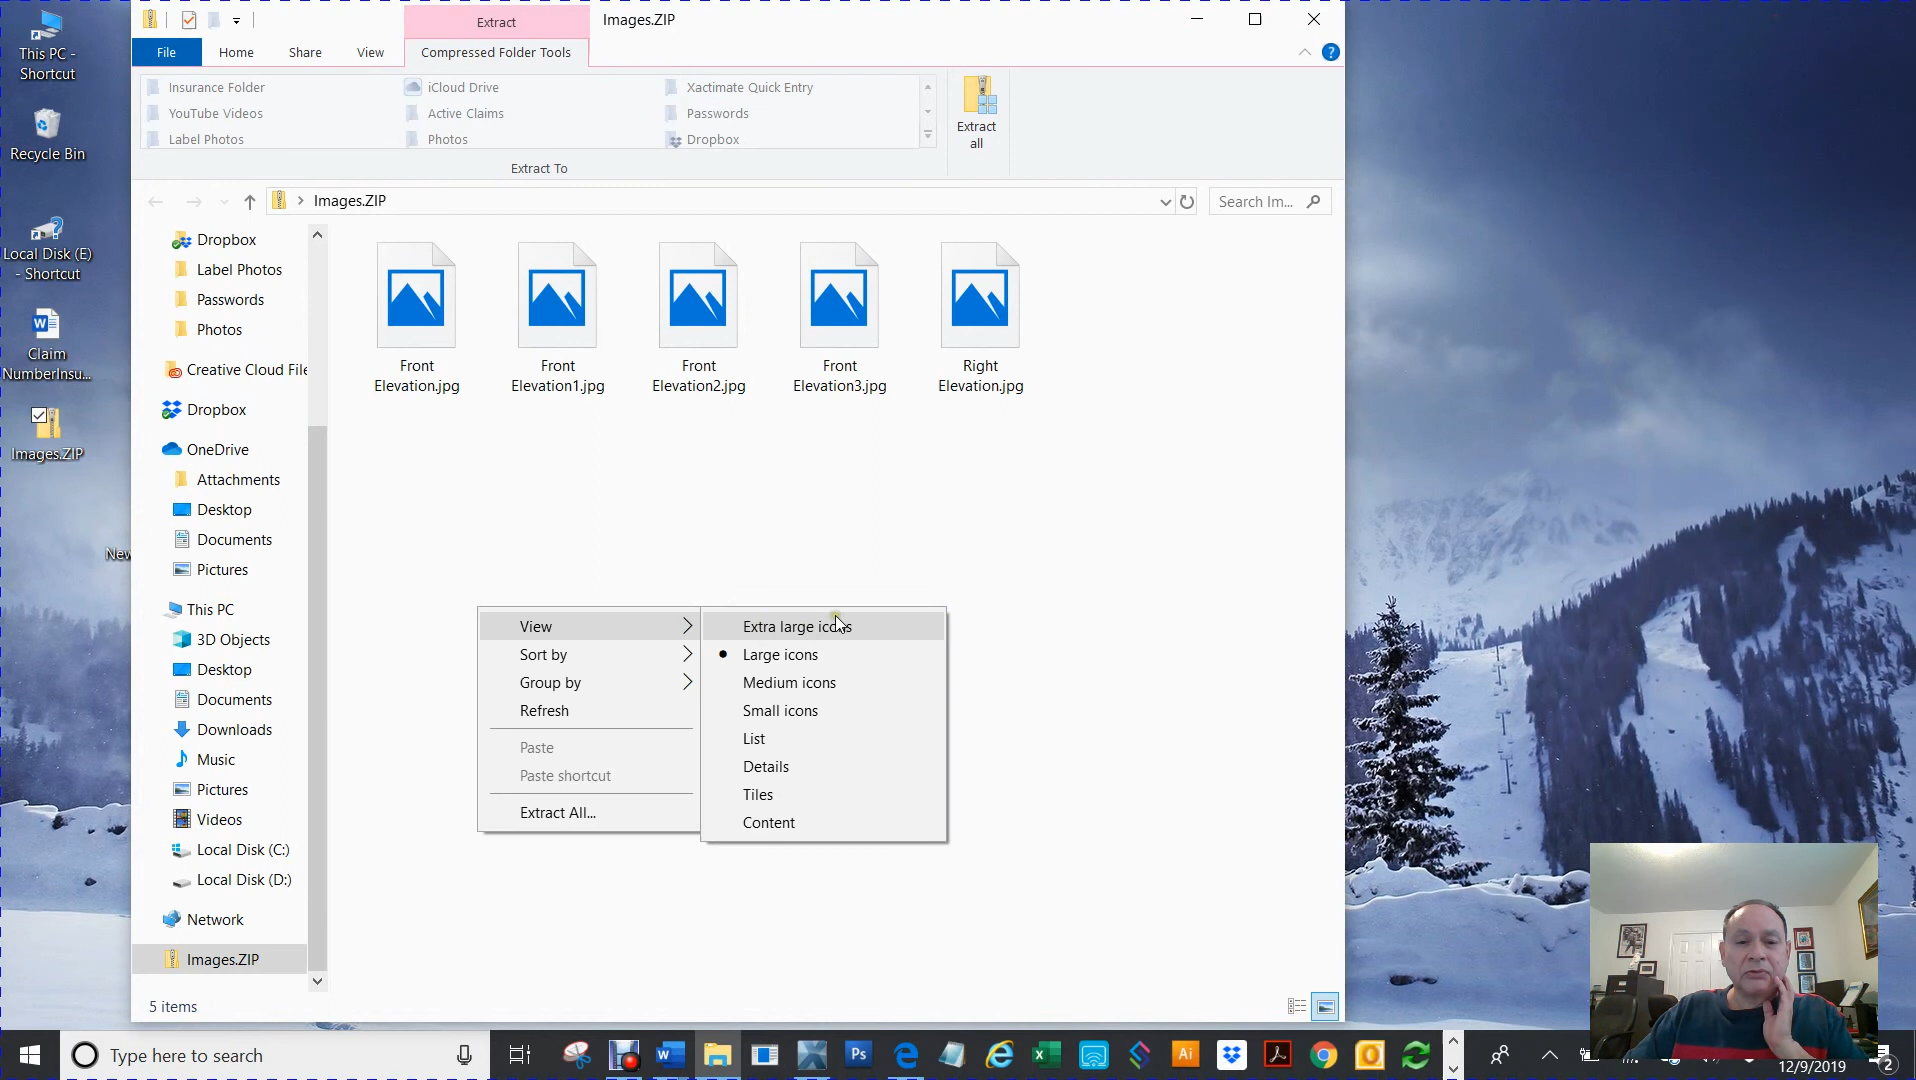 This PC -
Shortcut
Recycle Bin
Local Disk (E)
- Shortcut
Claim
NumberInsu...
Images.ZIP
New
Extract
Images.ZIP
File
Home
Share
View
Compressed Folder Tools
Insurance Folder
iCloud Drive
Xactimate Quick Entry
YouTube Videos
Active Claims
Passwords
Label Photos
Photos
Dropbox
Extract
all
Extract To
Images.ZIP
Search Im...
Dropbox
Label Photos
Passwords
Photos
Creative Cloud File
Dropbox
OneDrive
Attachments
Desktop
Documents
Pictures
This PC
3D Objects
Desktop
Documents
Downloads
Music
Pictures
Videos
Local Disk (C:)
Local Disk (D:)
Network
Images.ZIP
Front
Elevation.jpg
Front
Elevation1.jpg
Front
Elevation2.jpg
Front
Elevation3.jpg
Right
Elevation.jpg
View
Sort by
Group by
Refresh
Paste
Paste shortcut
Extract All...
Extra large icons
Large icons
Medium icons
Small icons
List
Details
Tiles
Content
5 items
Type here to search
Ps
Ai
12/9/2019
2